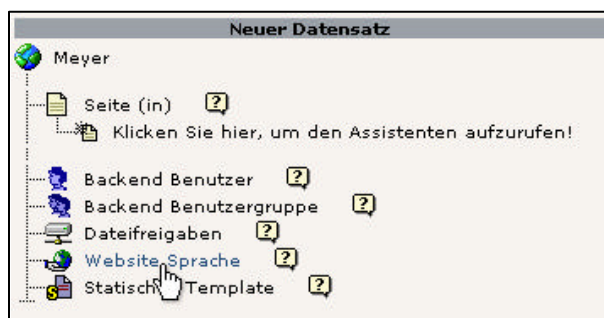 Neuer Datensatz
Meyer
Seite (in) ?
Klicken Sie hier, um den Assistenten aufzurufen!
Backend Benutzer ?
Backend Benutzergruppe ?
Dateifreigaben ?
Website Sprache ?
Statisch Template ?